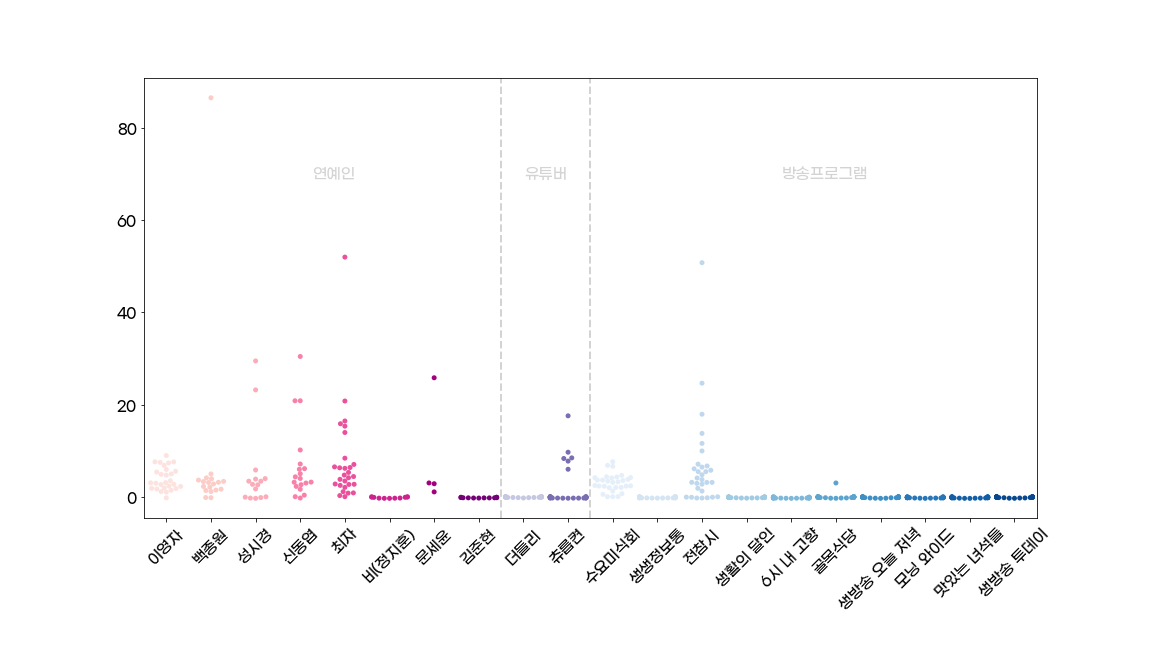 80
60
40
20
0
연예인
유튜버
방송프로그램
이영자
백종원
성시경
신동엽
최자
비(정지훈)
문세윤
김준현
더들리
츄릅켠
수요미식회
생생정보통
전참시
생활의 달인
6시 내 고향
골목식당
생방송 오늘 저녁
모닝 와이드
맛있는 녀석들
생방송 투데이